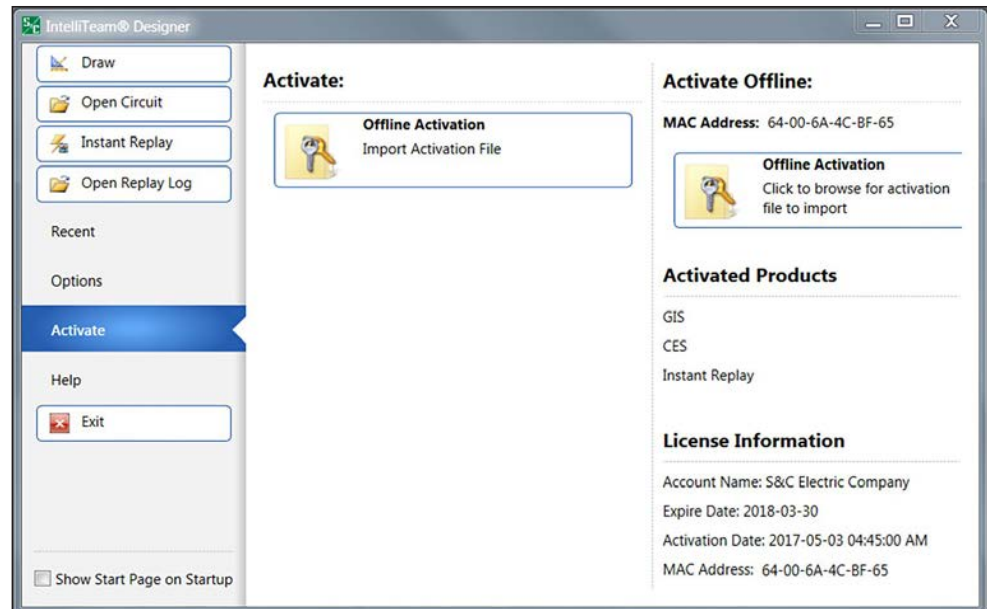 IntelliTeam® Designer
Draw
Open Circuit
Instant Replay
Open Replay Log
Recent
Options
Activate
Help
Exit
Show Start Page on Startup
Activate:
Offline Activation
Import Activation File
Activate Offline:
MAC Address: 64-00-6A-4C-BF-65
Offline Activation
Click to browse for activation
file to import
Activated Products
GIS
CES
Instant Replay
License Information
Account Name: S&C Electric Company
Expire Date: 2018-03-30
Activation Date: 2017-05-03 04:45:00 AM
MAC Address: 64-00-6A-4C-BF-65